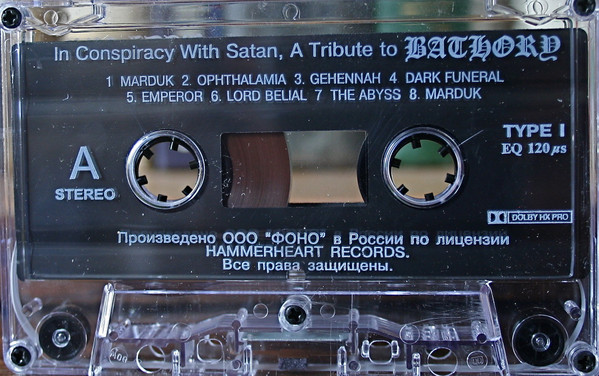 In Conspiracy With Satan, A Tribute to BATHORY
1 MARDUK 2. OPHTHALAMIA 3. GEHENNAH 4 DARK FUNERAL
5. EMPEROR 6. LORD BELIAL 7 THE ABYSS 8. MARDUK
TYPE I
EQ 120μs
A
STEREO
DOLBY HX PRO
Произведено ООО "ФОНО" в России по лицензии
HAMMERHEART RECORDS.
Все права защищены.